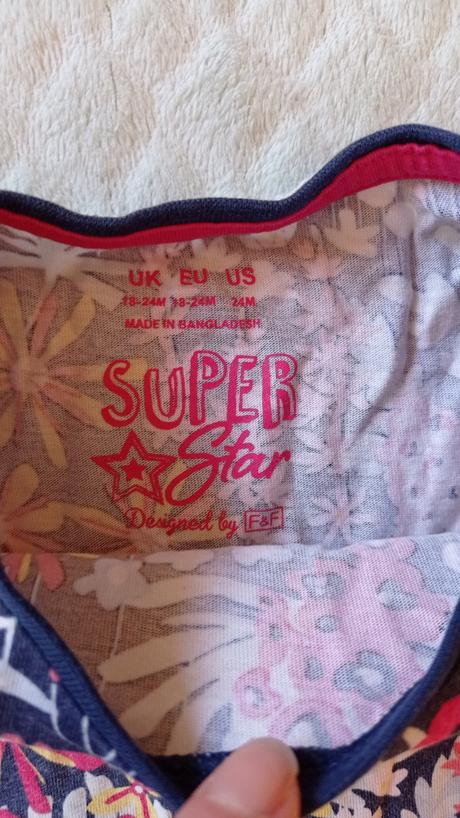 UK EU US
18-24M 18-24M 24M
MADE IN BANGLADESH
SUPER
Star
Designed by F&F